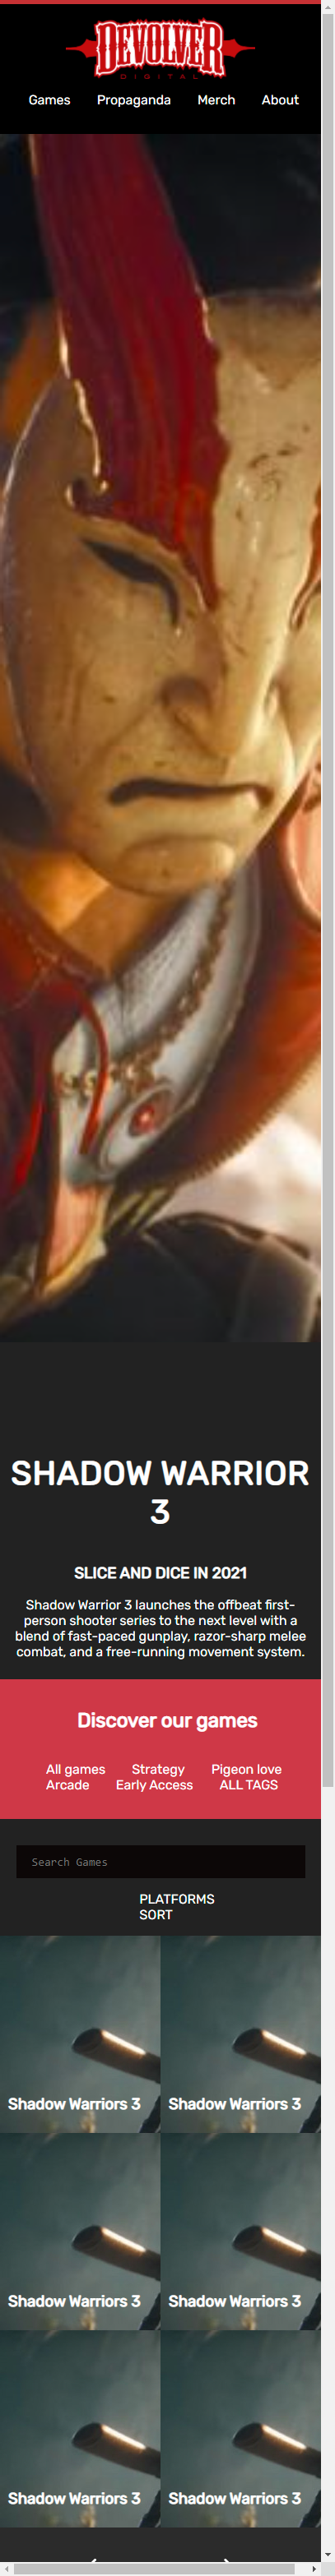 DEVOLVER
DIGITAL
Games Propaganda Merch About
SHADOW WARRIOR
3
SLICE AND DICE IN 2021
Shadow Warrior 3 launches the offbeat first-
person shooter series to the next level with a
blend of fast-paced gunplay, razor-sharp melee
combat, and a free-running movement system.
Discover our games
All games Strategy Pigeon love
Arcade Early Access ALL TAGS
Search Games
PLATFORMS
SORT
Shadow Warriors 3 Shadow Warriors 3
Shadow Warriors 3 Shadow Warriors 3
Shadow Warriors 3 Shadow Warriors 3